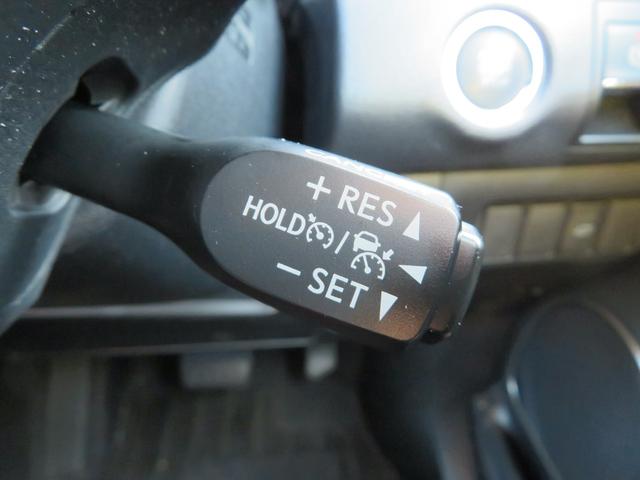 + RES
HOLD /
− SET